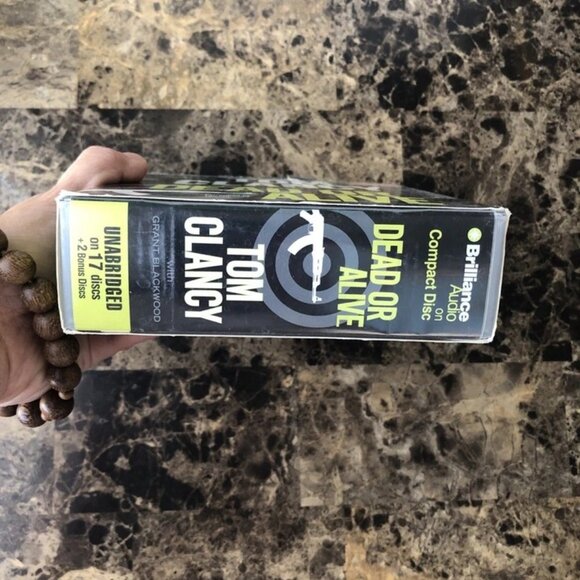 Brilliance
Audio
on
Compact Disc
DEAD OR
ALIVE
TOM
CLANCY
with
GRANT BLACKWOOD
UNABRIDGED
on 17 discs
+ 2 Bonus Discs
ALIVE